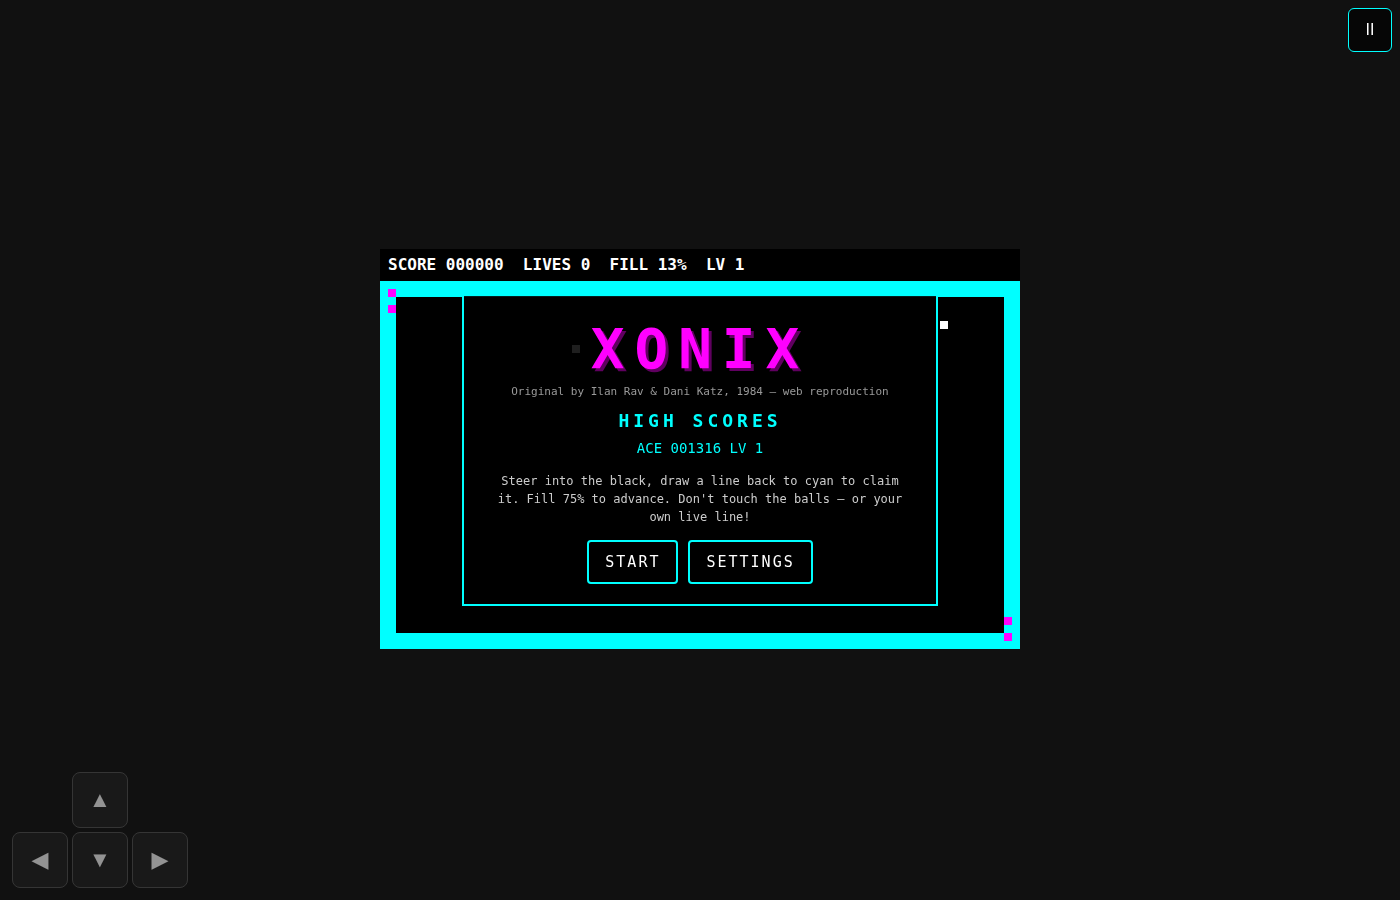 II
SCORE 000000 LIVES 0 FILL 13% LV 1
XONIX
Original by Ilan Rav & Dani Katz, 1984 — web reproduction
HIGH SCORES
ACE 001316 LV 1
Steer into the black, draw a line back to cyan to claim
it. Fill 75% to advance. Don't touch the balls — or your
own live line!
START SETTINGS
▲
◀ ▼ ▶